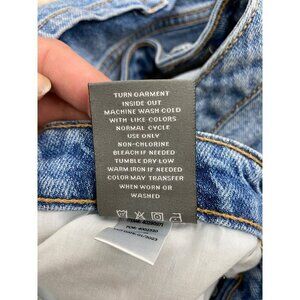 TURN GARMENT
INSIDE OUT
MACHINE WASH COLD
WITH LIKE COLORS
NORMAL CYCLE
USE ONLY
NON-CHLORINE
BLEACH IF NEEDED
TUMBLE DRY-LOW
WARM IRON IF NEEDED
COLOR MAY TRANSFER
WHEN WORN OR
WASHED